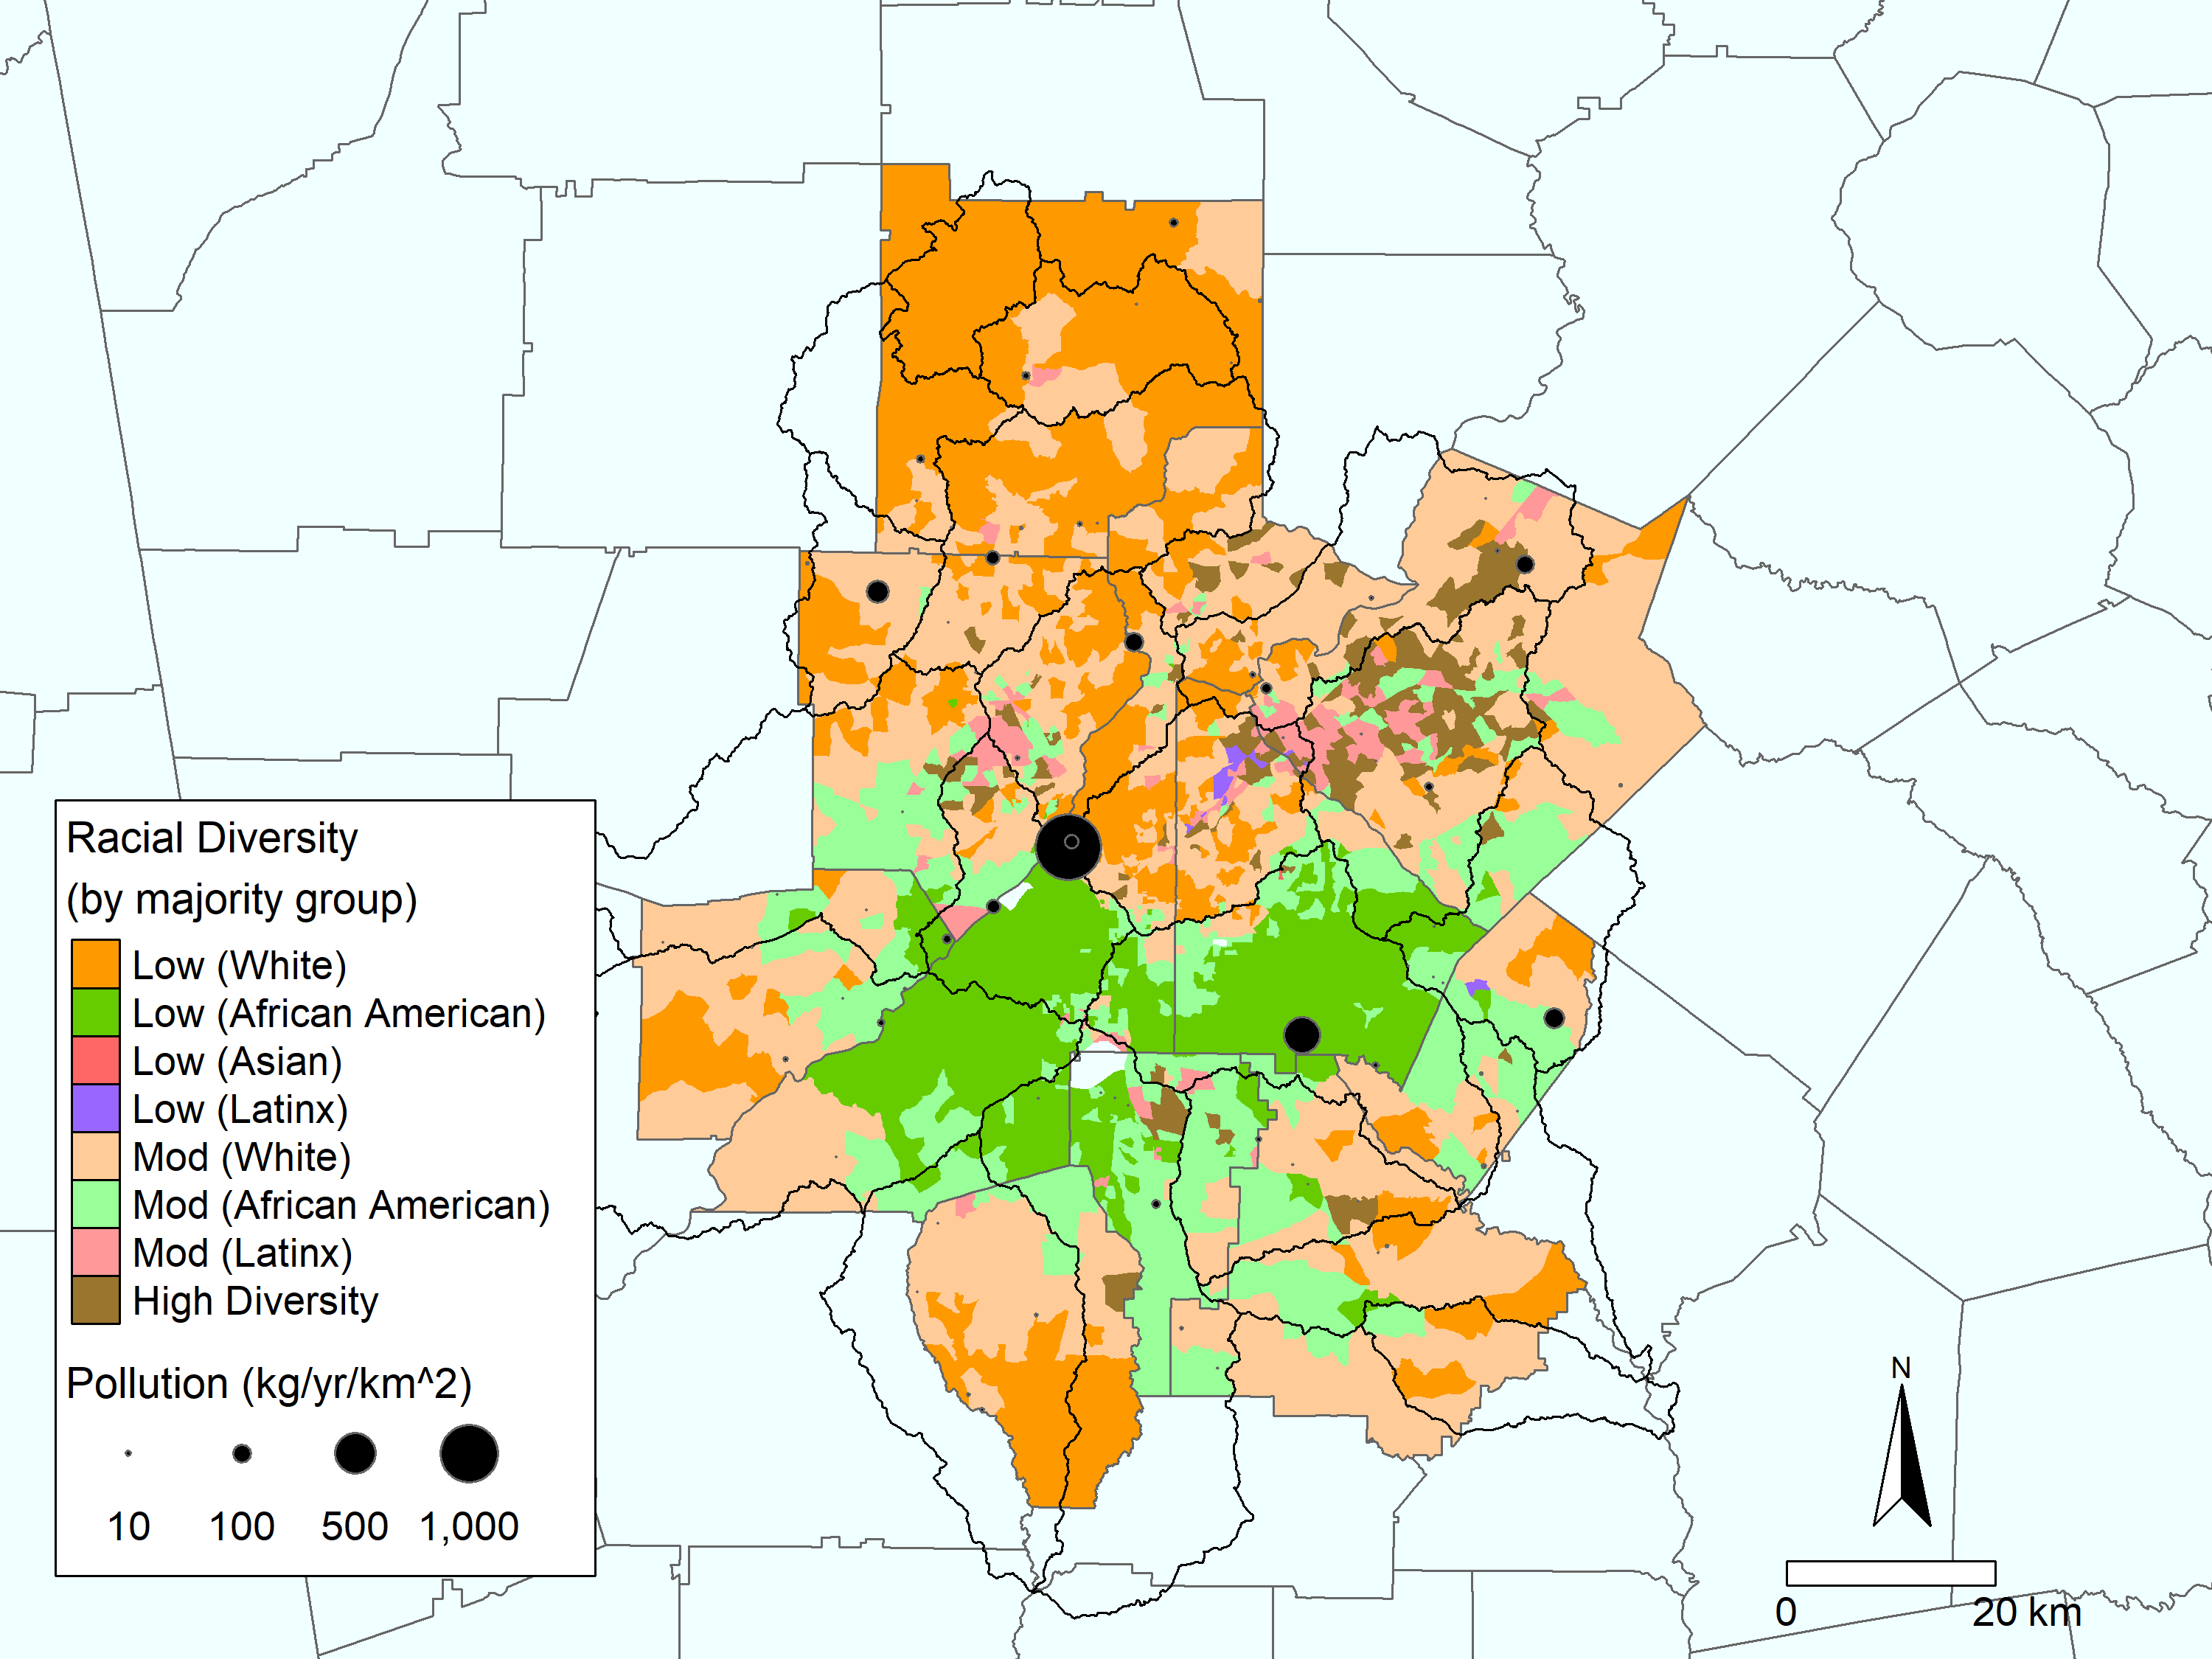 Racial Diversity
(by majority group)
Low (White)
Low (African American)
Low (Asian)
Low (Latinx)
Mod (White)
Mod (African American)
Mod (Latinx)
High Diversity
Pollution (kg/yr/km^2)
10 100 500 1,000
N
0 20 km